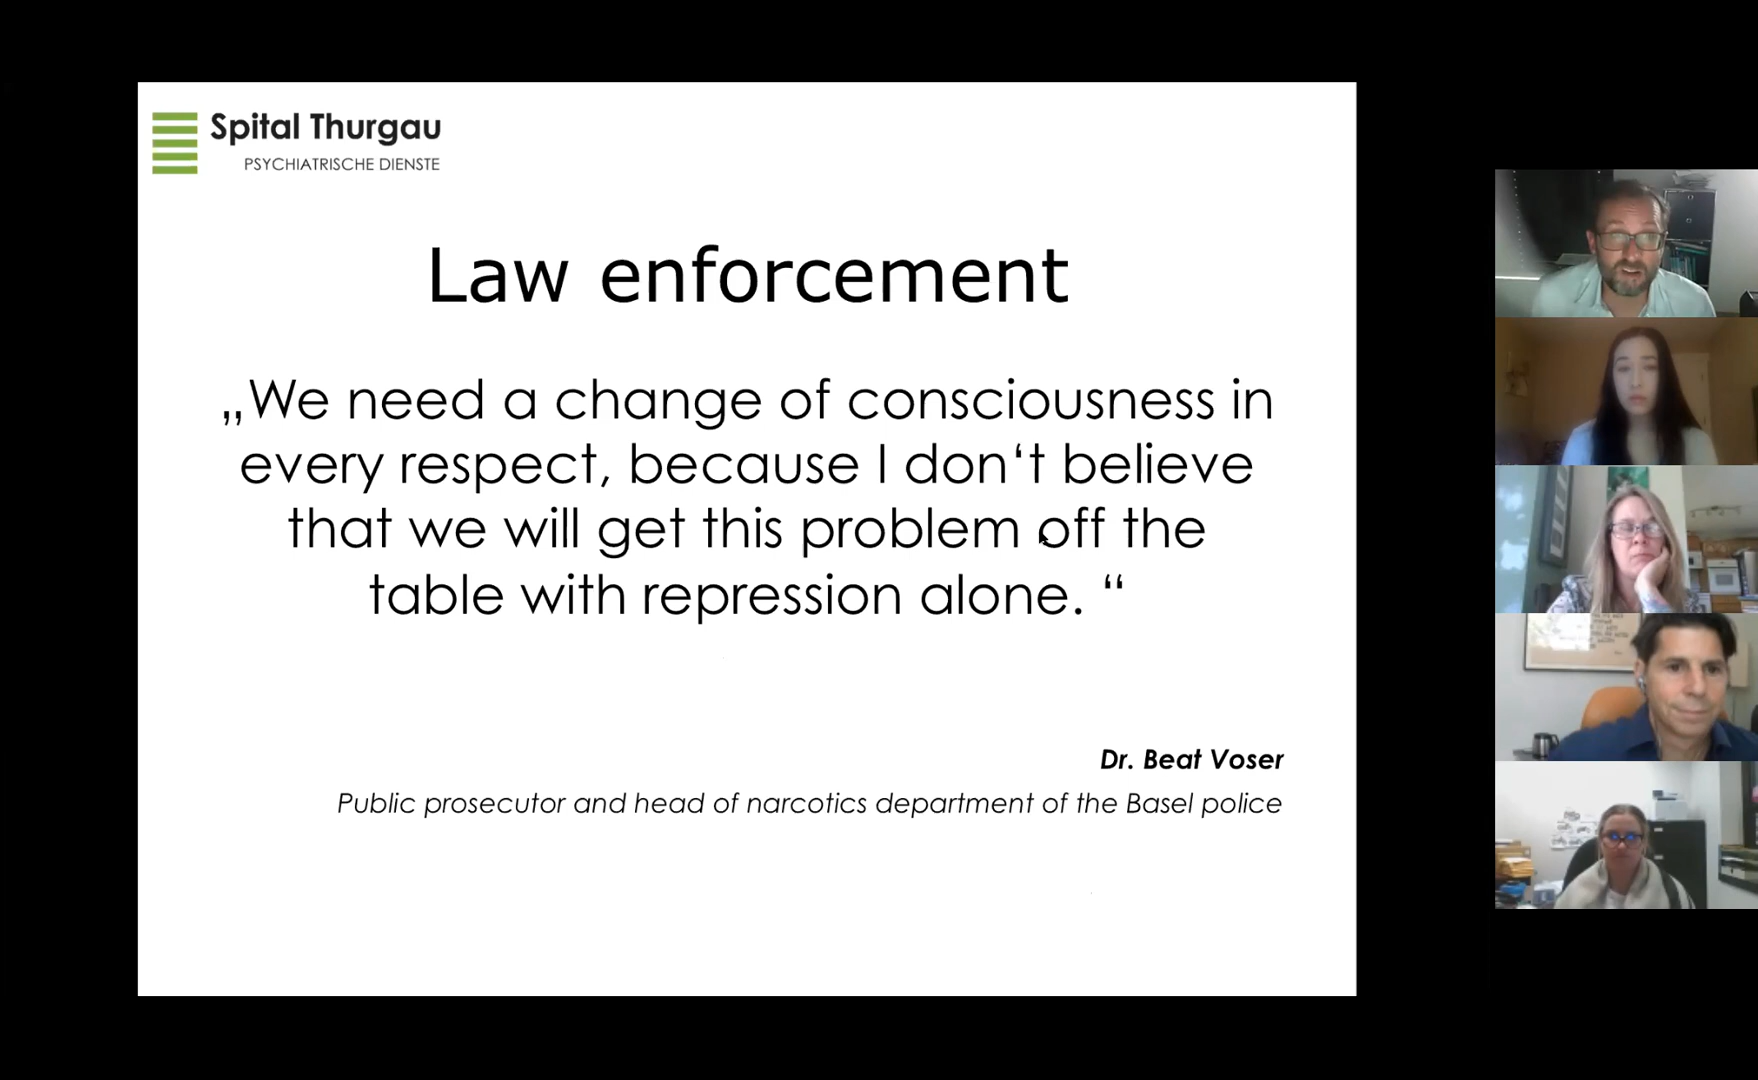 Spital Thurgau
PSYCHIATRISCHE DIENSTE
Law enforcement
„We need a change of consciousness in
every respect, because I don‘t believe
that we will get this problem off the
table with repression alone. “
Dr. Beat Voser
Public prosecutor and head of narcotics department of the Basel police